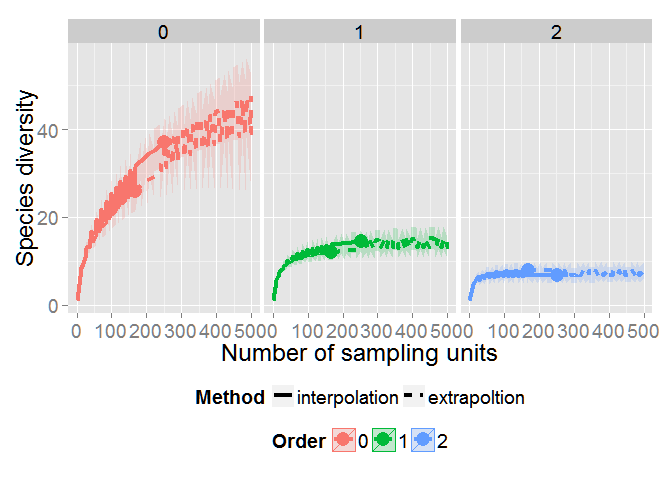 0 1 2
Species diversity
40
20
0
0 100 200 300 400 500 0 100 200 300 400 500 0 100 200 300 400 500
Number of sampling units
Method interpolation extrapoltion
Order 0 1 2